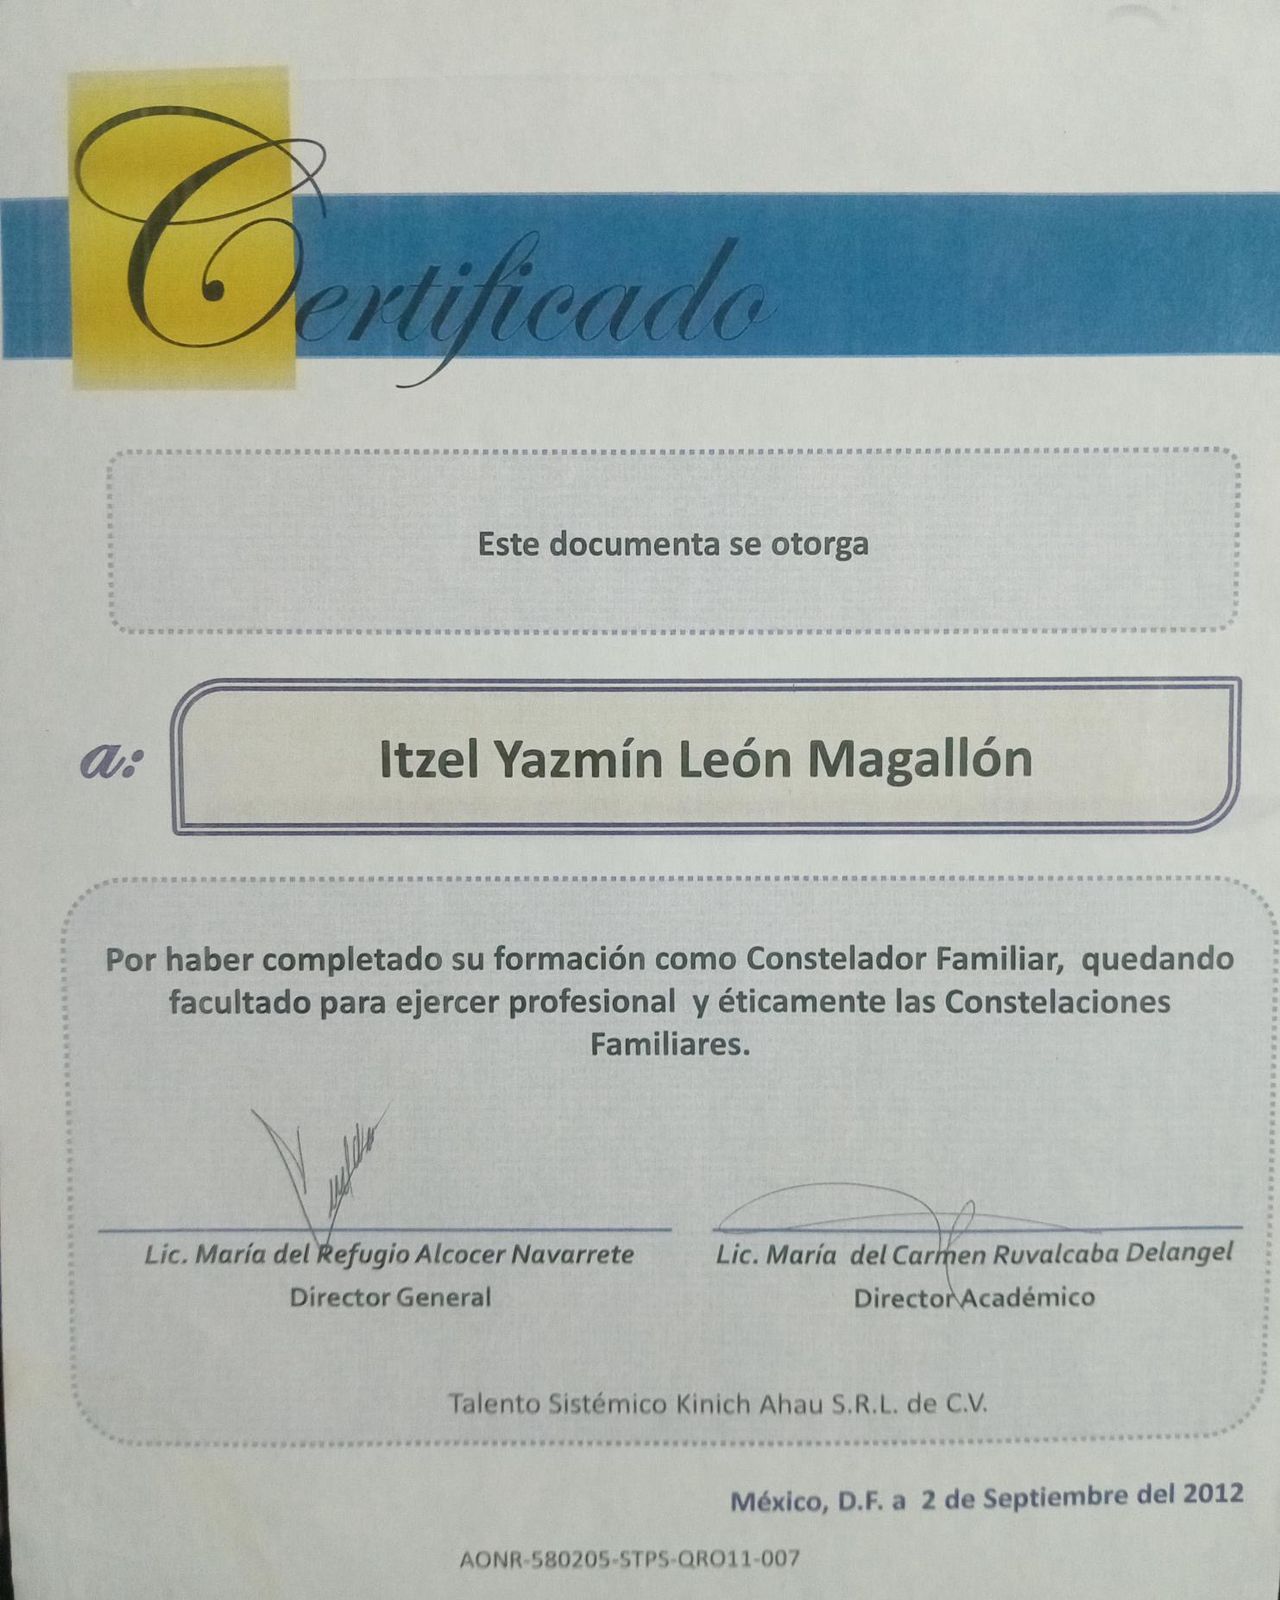 Certificado
Este documenta se otorga
a:
Itzel Yazmín León Magallón
Por haber completado su formación como Constelador Familiar, quedando
facultado para ejercer profesional y éticamente las Constelaciones
Familiares.
Lic. María del Refugio Alcocer Navarrete
Director General
Lic. María del Carmen Ruvalcaba Delangel
Director Académico
Talento Sistémico Kinich Ahau S.R.L. de C.V.
México, D.F. a 2 de Septiembre del 2012
AONR-580205-STPS-QRO11-007